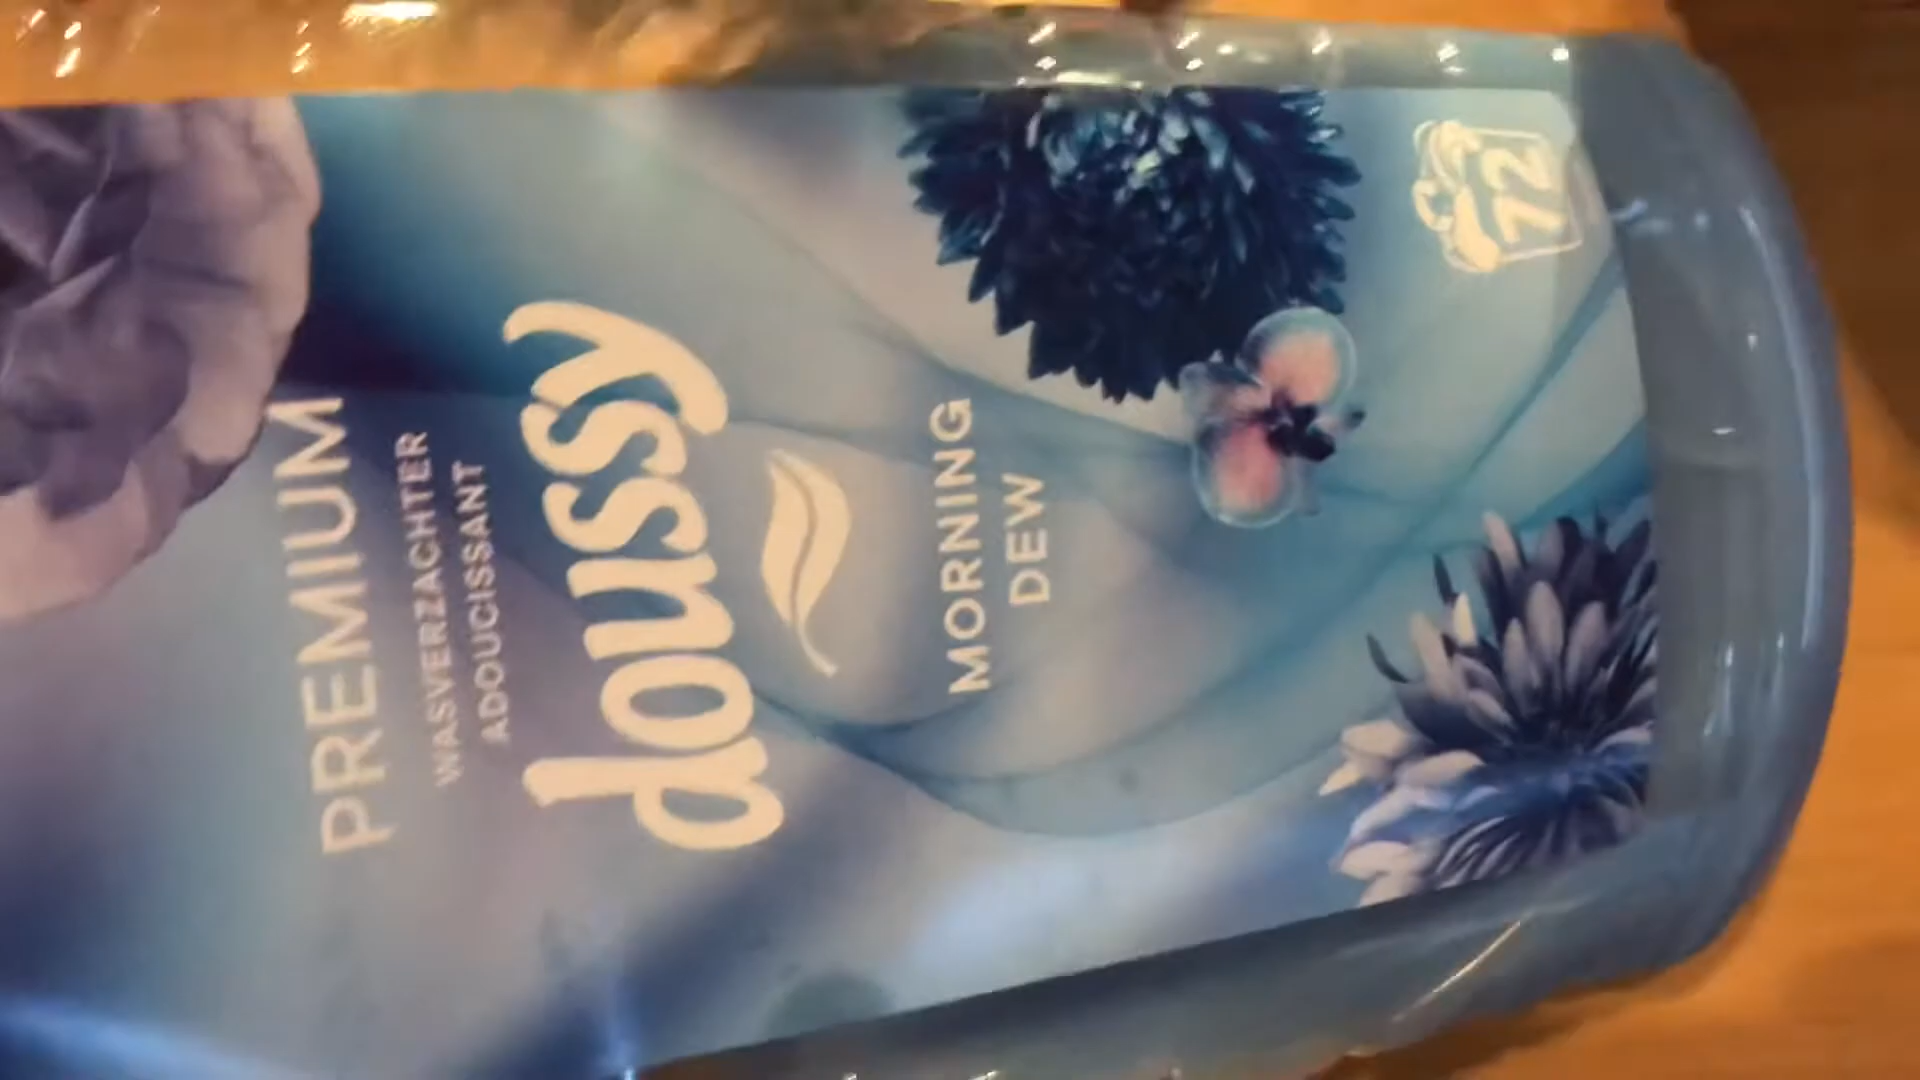 PREMIUM
WASVERZACHTER
ADOUCISSANT
doussy
MORNING
DEW
72